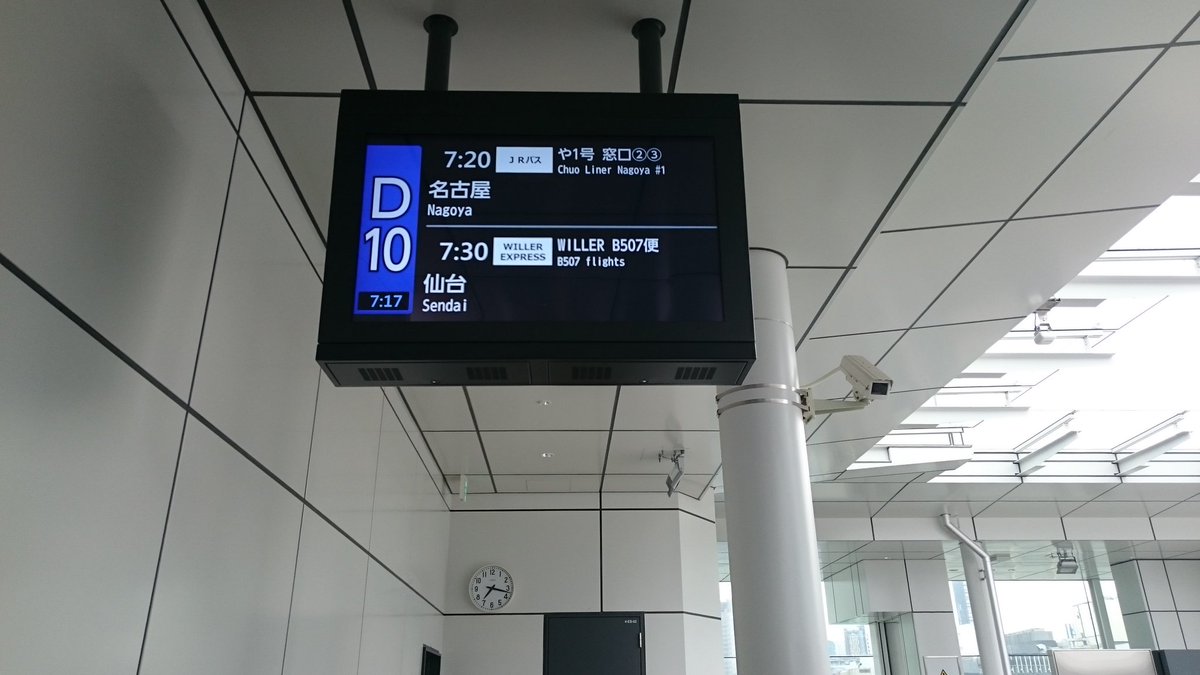 D
10
7:17
7:20 JRバス や1号 窓口②③
Chuo Liner Nagoya #1
名古屋
Nagoya
7:30 WILLER EXPRESS WILLER B507便
B507 flights
仙台
Sendai